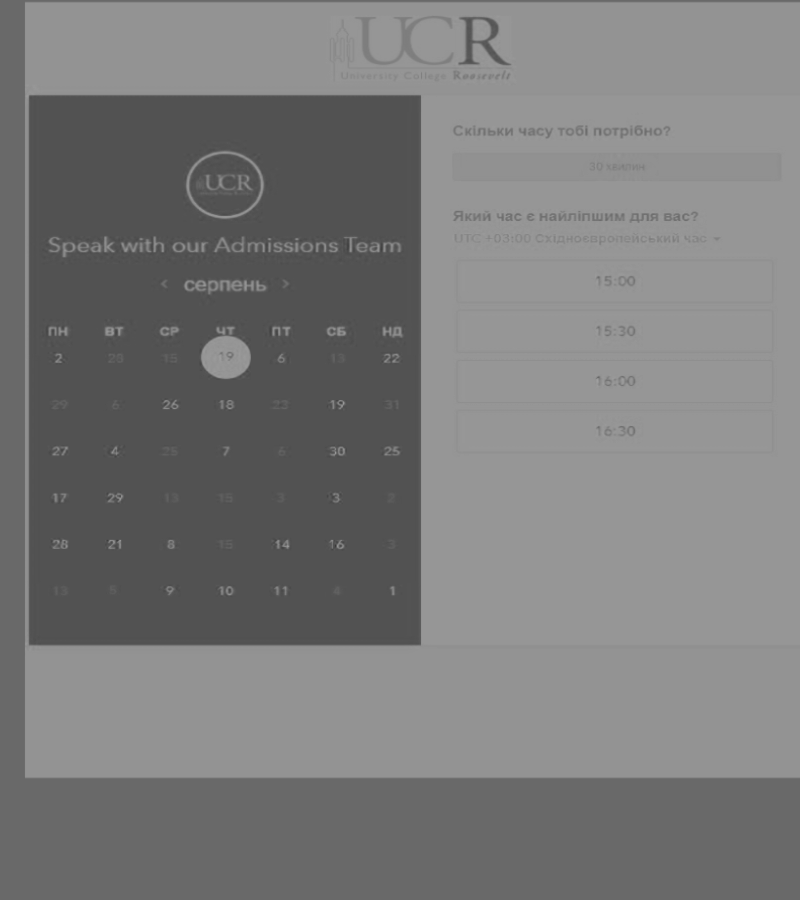 UCR
University College Roosevelt
UCR
Speak with our Admissions Team
< серпень >
ПН ВТ СР ЧТ ПТ СБ НД
2 20 15 19 6 13 22
29 6 26 18 23 19 31
27 4 7 6 30 25
17 29 13 15 3 3 2
28 21 8 15 14 16 3
13 9 10 11 1
Скільки часу тобі потрібно?
30 хвилин
Який час є найліпшим для вас?
UTC +03:00 Східноєвропейський час
15:00
15:30
16:00
16:30